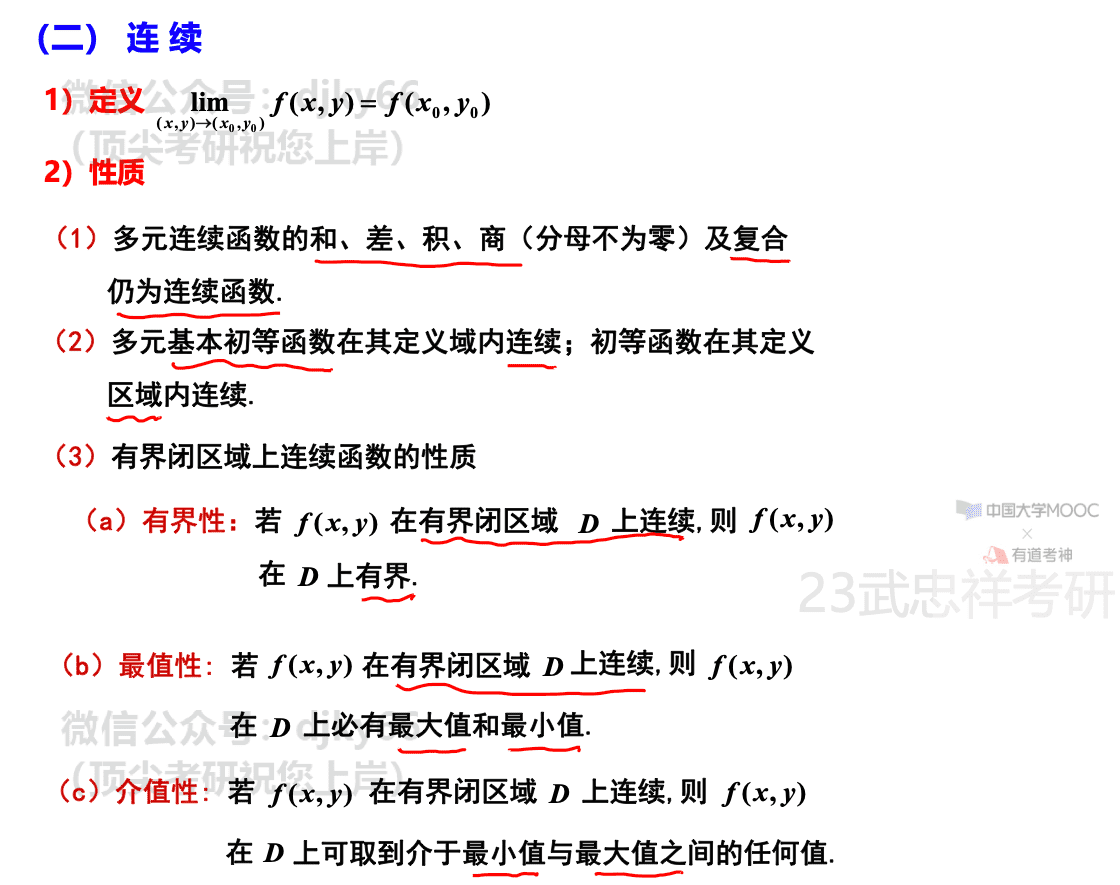 (二) 连 续
微信公众号：djky66
1）定义 lim f(x, y) = f(x₀, y₀)
(x,y)→(x₀,y₀)
（顶尖考研祝您上岸）
2）性质
（1）多元连续函数的和、差、积、商（分母不为零）及复合
仍为连续函数.
（2）多元基本初等函数在其定义域内连续；初等函数在其定义
区域内连续.
（3）有界闭区域上连续函数的性质
（a）有界性：若 f(x, y) 在有界闭区域 D 上连续,则 f(x, y)
中国大学MOOC
×
有道考神
在 D 上有界.
23武忠祥考研
（b）最值性：若 f(x, y) 在有界闭区域 D 上连续,则 f(x, y)
微信公众号：djky66
在 D 上必有最大值和最小值.
（顶尖考研祝您上岸）
（c）介值性：若 f(x, y) 在有界闭区域 D 上连续,则 f(x, y)
在 D 上可取到介于最小值与最大值之间的任何值.